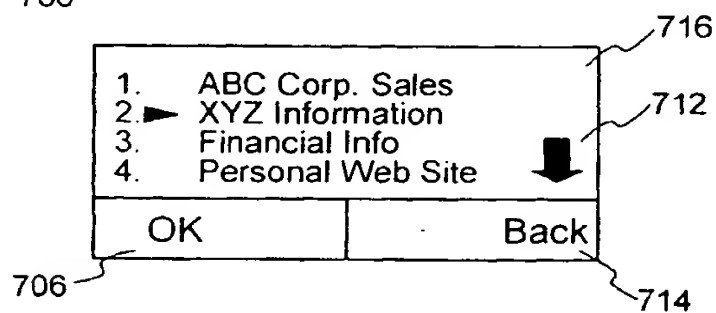 716
1. ABC Corp. Sales
2. XYZ Information
712
3. Financial Info
4. Personal Web Site
OK Back
706
714